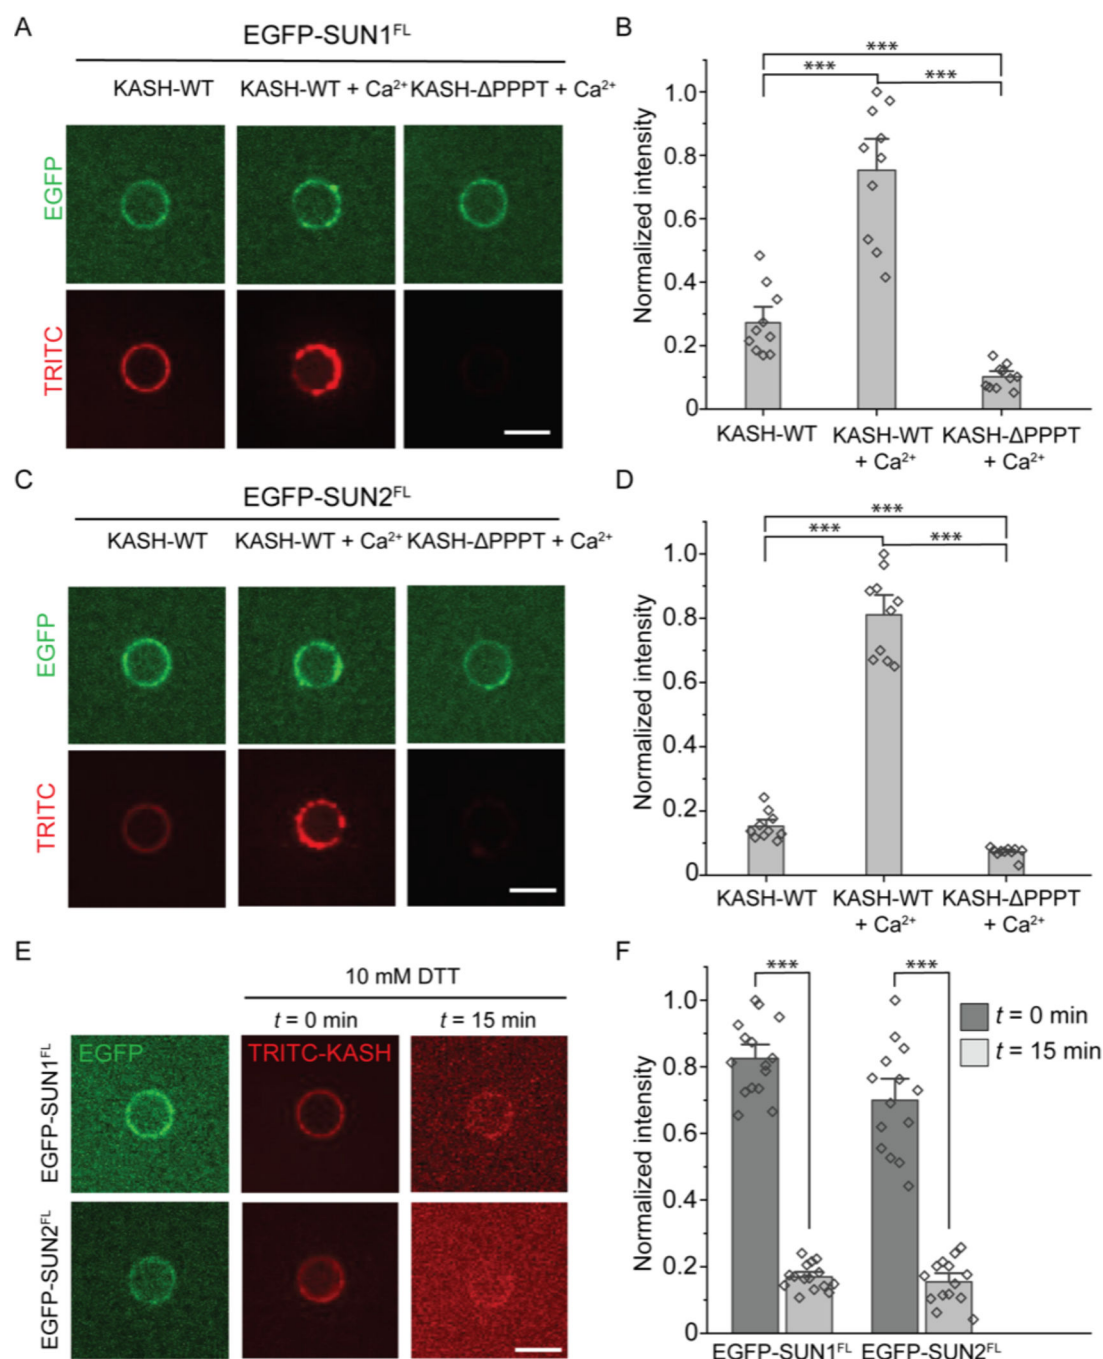 A
EGFP-SUN1ᶠᴸ
KASH-WT KASH-WT + Ca²⁺ KASH-ΔPPPT + Ca²⁺
EGFP
TRITC
B
Normalized intensity
***
*** ***
1.0
0.8
0.6
0.4
0.2
0
KASH-WT KASH-WT + Ca²⁺ KASH-ΔPPPT + Ca²⁺
C
EGFP-SUN2ᶠᴸ
KASH-WT KASH-WT + Ca²⁺ KASH-ΔPPPT + Ca²⁺
EGFP
TRITC
D
Normalized intensity
***
*** ***
1.0
0.8
0.6
0.4
0.2
0
KASH-WT KASH-WT + Ca²⁺ KASH-ΔPPPT + Ca²⁺
E
10 mM DTT
t = 0 min t = 15 min
EGFP-SUN1ᶠᴸ
EGFP TRITC-KASH
EGFP-SUN2ᶠᴸ
F
Normalized intensity
*** ***
1.0
0.8
0.6
0.4
0.2
0
t = 0 min
t = 15 min
EGFP-SUN1ᶠᴸ EGFP-SUN2ᶠᴸ